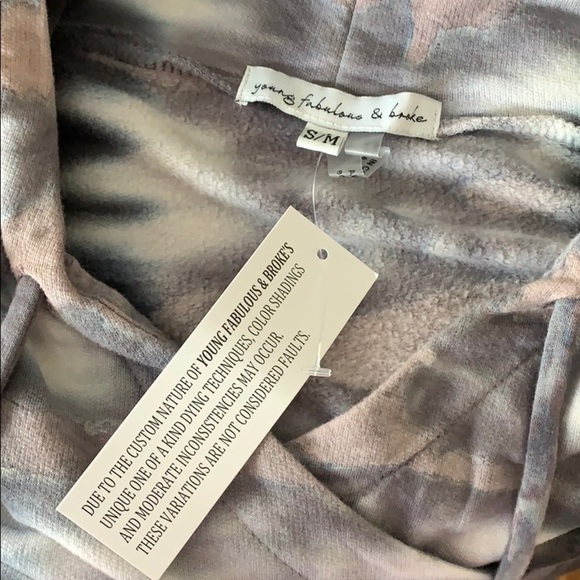 young fabulous & broke
S/M
DUE TO THE CUSTOM NATURE OF YOUNG FABULOUS & BROKE'S
UNIQUE ONE OF A KIND DYING TECHNIQUES, COLOR SHADINGS
AND MODERATE INCONSISTENCIES MAY OCCUR.
THESE VARIATIONS ARE NOT CONSIDERED FAULTS.